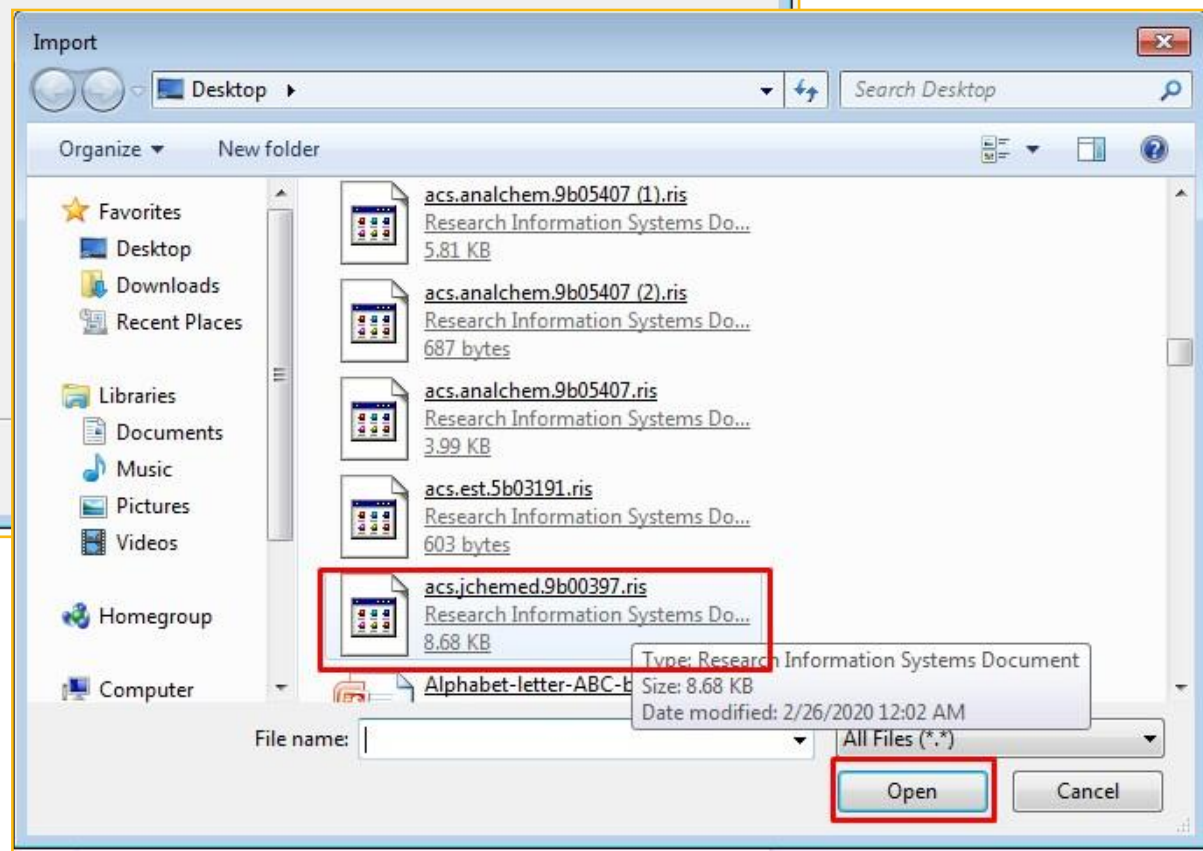 Import
Desktop
Search Desktop
Organize
New folder
Favorites
Desktop
Downloads
Recent Places
Libraries
Documents
Music
Pictures
Videos
Homegroup
Computer
acs.analchem.9b05407 (1).ris
Research Information Systems Do...
5.81 KB
acs.analchem.9b05407 (2).ris
Research Information Systems Do...
687 bytes
acs.analchem.9b05407.ris
Research Information Systems Do...
3.99 KB
acs.est.5b03191.ris
Research Information Systems Do...
603 bytes
acs.jchemed.9b00397.ris
Research Information Systems Do...
8.68 KB
Alphabet-letter-ABC-b
Type: Research Information Systems Document
Size: 8.68 KB
Date modified: 2/26/2020 12:02 AM
File name:
All Files (*.*)
Open
Cancel